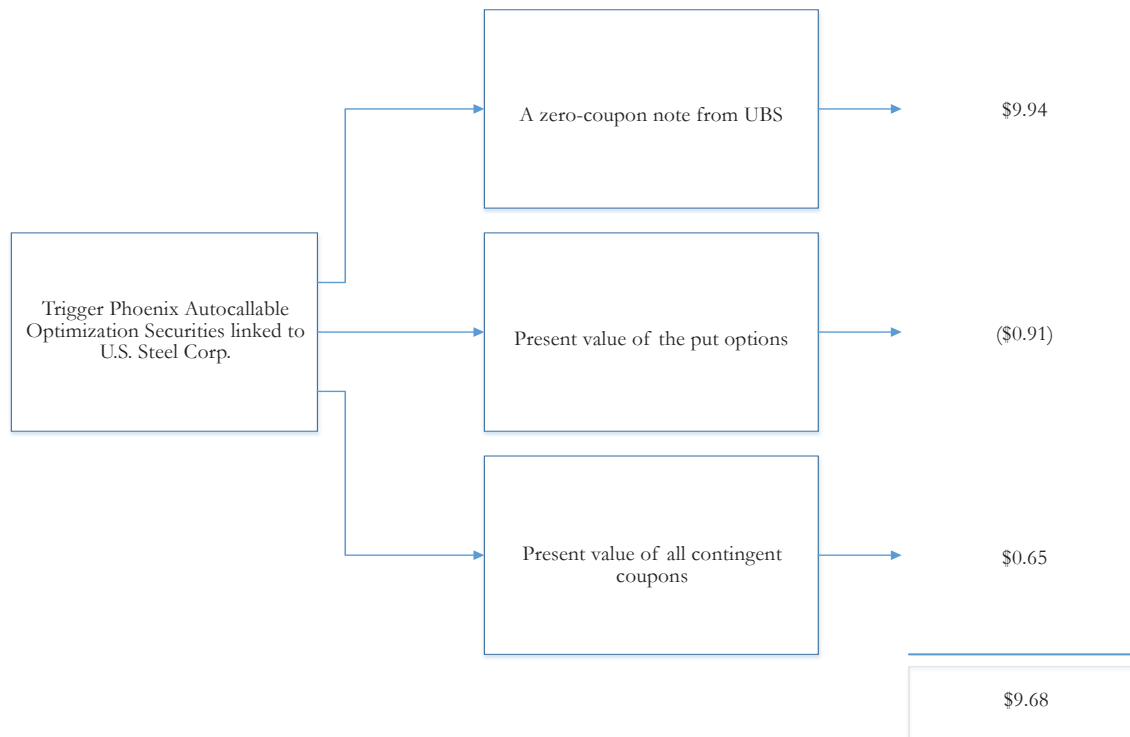 A zero-coupon note from UBS
$9.94
Trigger Phoenix Autocallable
Optimization Securities linked to
U.S. Steel Corp.
Present value of the put options
($0.91)
Present value of all contingent
coupons
$0.65
$9.68